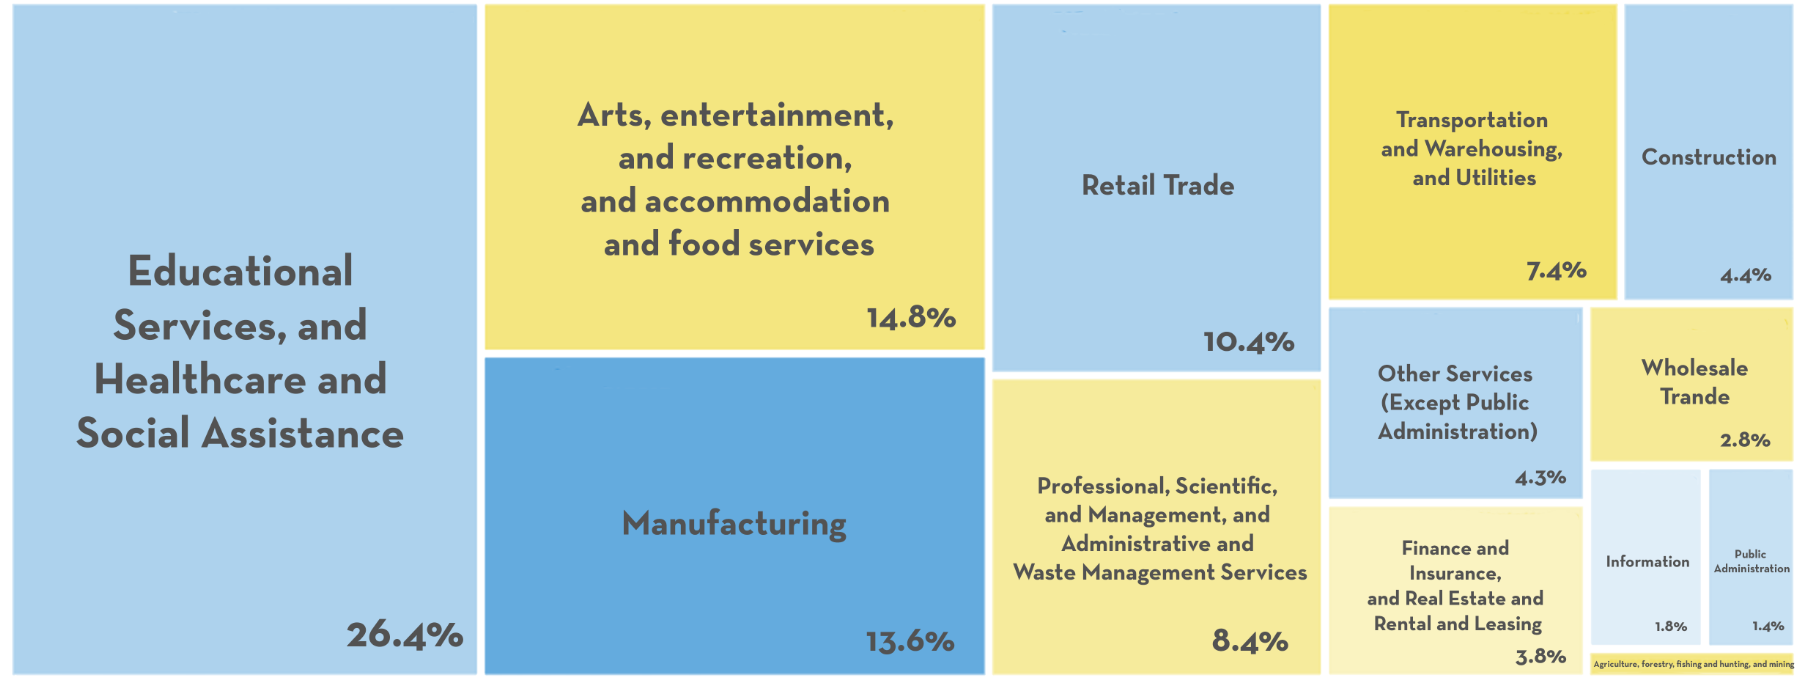 Educational
Services, and
Healthcare and
Social Assistance
26.4%
Arts, entertainment,
and recreation,
and accommodation
and food services
14.8%
Manufacturing
13.6%
Retail Trade
10.4%
Professional, Scientific,
and Management, and
Administrative and
Waste Management Services
8.4%
Transportation
and Warehousing,
and Utilities
7.4%
Construction
4.4%
Other Services
(Except Public
Administration)
4.3%
Finance and
Insurance,
and Real Estate and
Rental and Leasing
3.8%
Wholesale
Trande
2.8%
Information
1.8%
Public
Administration
1.4%
Agriculture, forestry, fishing and hunting, and mining